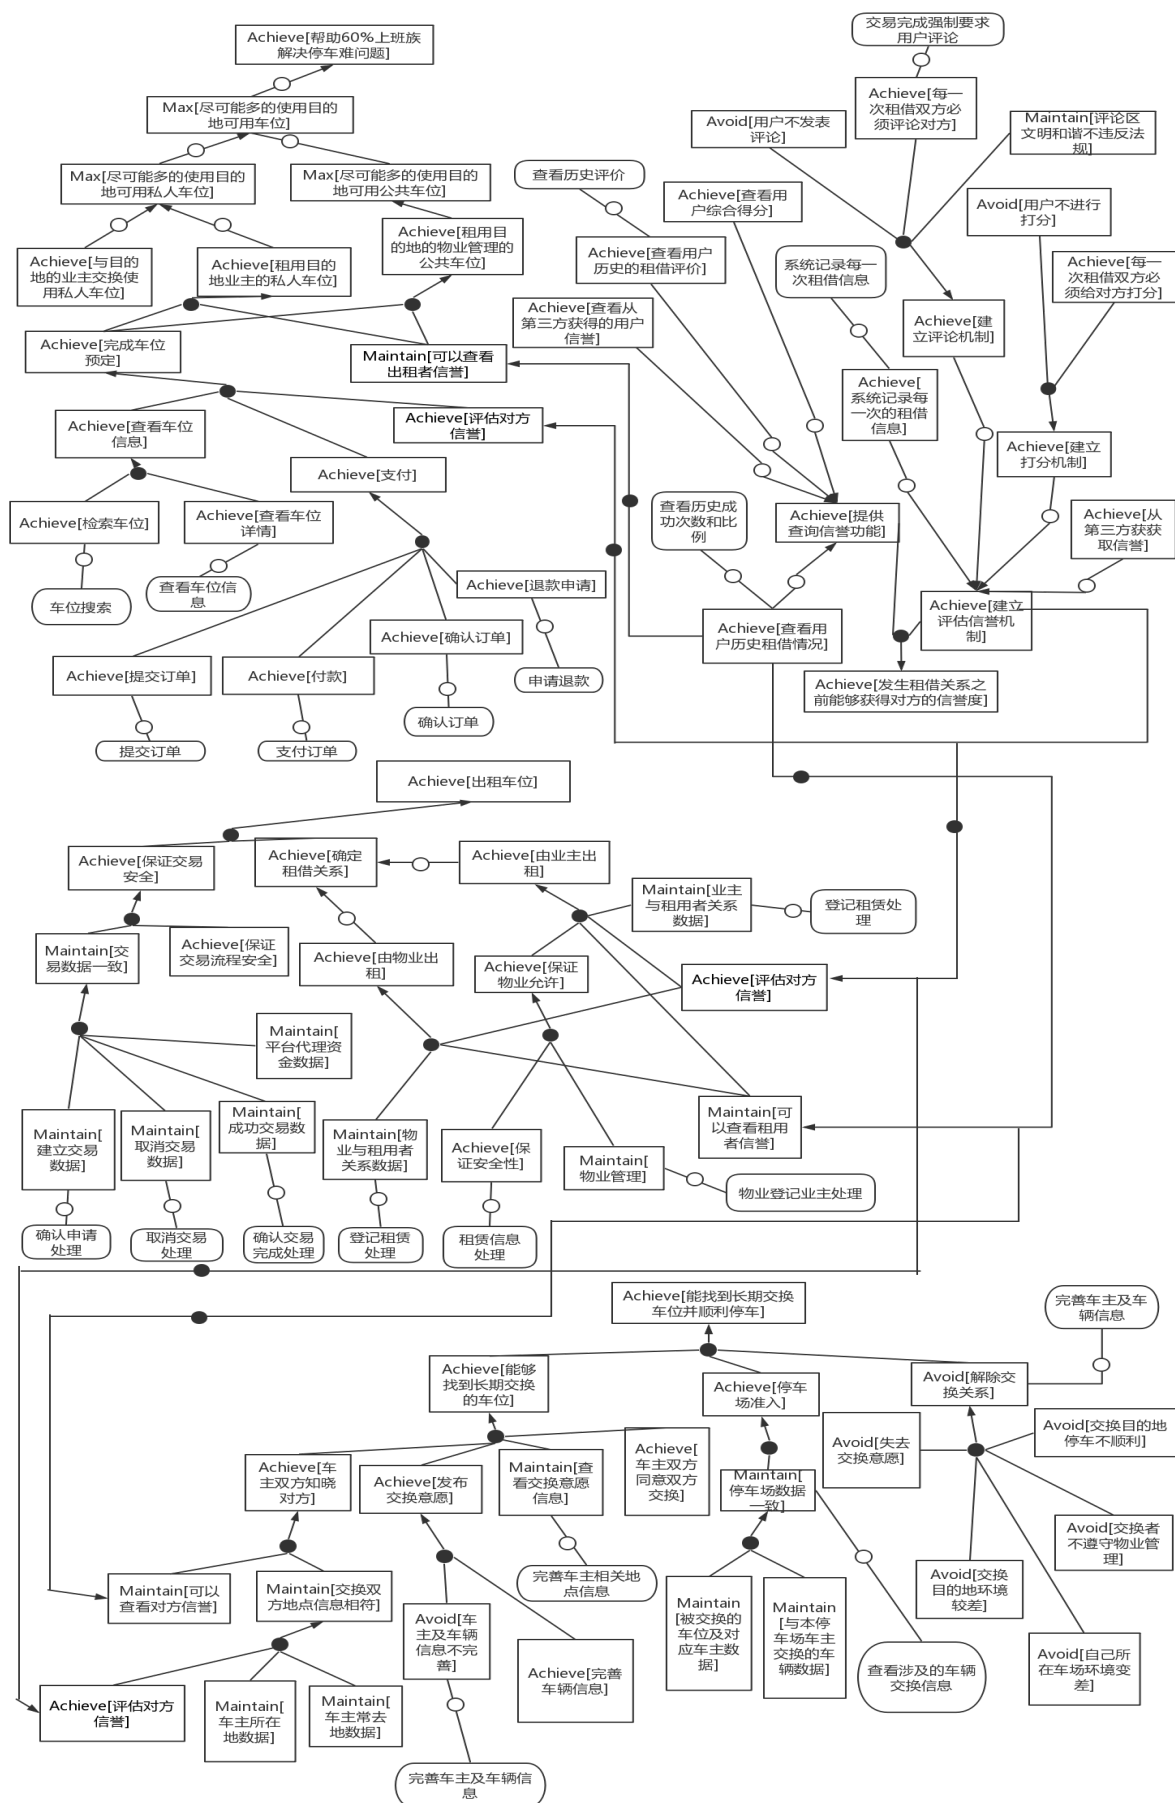 Achieve[帮助60%上班族
解决停车难问题]
Max[尽可能多的使用目的
地可用车位]
Max[尽可能多的使用目的
地可用私人车位]
Max[尽可能多的使用目的
地可用公共车位]
Achieve[与目的
地的业主交换使
用私人车位]
Achieve[租用目的
地业主的私人车位]
Achieve[租用目
的地的物业管理的
公共车位]
Achieve[完成车位
预定]
Maintain[可以查看
出租者信誉]
Achieve[查看车位
信息]
Achieve[评估对方
信誉]
Achieve[支付]
Achieve[检索车位]
Achieve[查看车位
详情]
车位搜索
查看车位信
息
Achieve[退款申请]
Achieve[确认订单]
Achieve[提交订单]
Achieve[付款]
申请退款
确认订单
提交订单
支付订单
交易完成强制要求
用户评论
Achieve[每一
次租借双方必
须评论对方]
Avoid[用户不发表
评论]
Maintain[评论区
文明和谐不违反法
规]
查看历史评价
Achieve[查看用
户综合得分]
Avoid[用户不进行
打分]
Achieve[查看用户
历史的租借评价]
系统记录每一
次租借信息
Achieve[每一
次租借双方必
须给对方打分]
Achieve[查看从
第三方获得的用户
信誉]
Achieve[建
立评论机制]
Achieve[
系统记录每
一次的租借
信息]
Achieve[建立
打分机制]
查看历史成
功次数和比
例
Achieve[提供
查询信誉功能]
Achieve[从
第三方获获
取信誉]
Achieve[查看用
户历史租借情况]
Achieve[建立
评估信誉机
制]
Achieve[发生租借关系之
前能够获得对方的信誉度]
Achieve[出租车位]
Achieve[保证交易
安全]
Achieve[确定
租借关系]
Achieve[由业主出
租]
Maintain[业主
与租用者关系
数据]
登记租赁处
理
Maintain[交
易数据一致]
Achieve[保证
交易流程安全]
Achieve[由物业出
租]
Achieve[保证
物业允许]
Achieve[评估对方
信誉]
Maintain[
平台代理资
金数据]
Maintain[
建立交易
数据]
Maintain[
取消交易
数据]
Maintain[
成功交易数
据]
Maintain[物
业与租用者
关系数据]
Achieve[保
证安全性]
Maintain[
物业管理]
Maintain[可
以查看租用
者信誉]
物业登记业主处理
确认申请
处理
取消交易
处理
确认交易
完成处理
登记租赁
处理
租赁信息
处理
Achieve[能找到长期交换
车位并顺利停车]
完善车主及车
辆信息
Achieve[能够
找到长期交换
的车位]
Achieve[停车
场准入]
Avoid[解除交
换关系]
Achieve[车
主双方知晓
对方]
Achieve[发布
交换意愿]
Maintain[查
看交换意愿
信息]
Achieve[
车主双方
同意双方
交换]
Maintain[
停车场数据
一致]
Avoid[失去
交换意愿]
Avoid[交换目的地
停车不顺利]
Avoid[交换者
不遵守物业管
理]
Avoid[交换
目的地环境
较差]
Avoid[自己所
在车场环境变
差]
Maintain[可以
查看对方信誉]
Maintain[交换双
方地点信息相符]
完善车主相关地
点信息
Avoid[车
主及车辆
信息不完
善]
Achieve[完善
车辆信息]
Maintain
[被交换的
车位及对
应车主数
据]
Maintain
[与本停
车场车主
交换的车
辆数据]
查看涉及的车辆
交换信息
Achieve[评估对方
信誉]
Maintain[
车主所在
地数据]
Maintain[
车主常去
地数据]
完善车主及车辆信
息